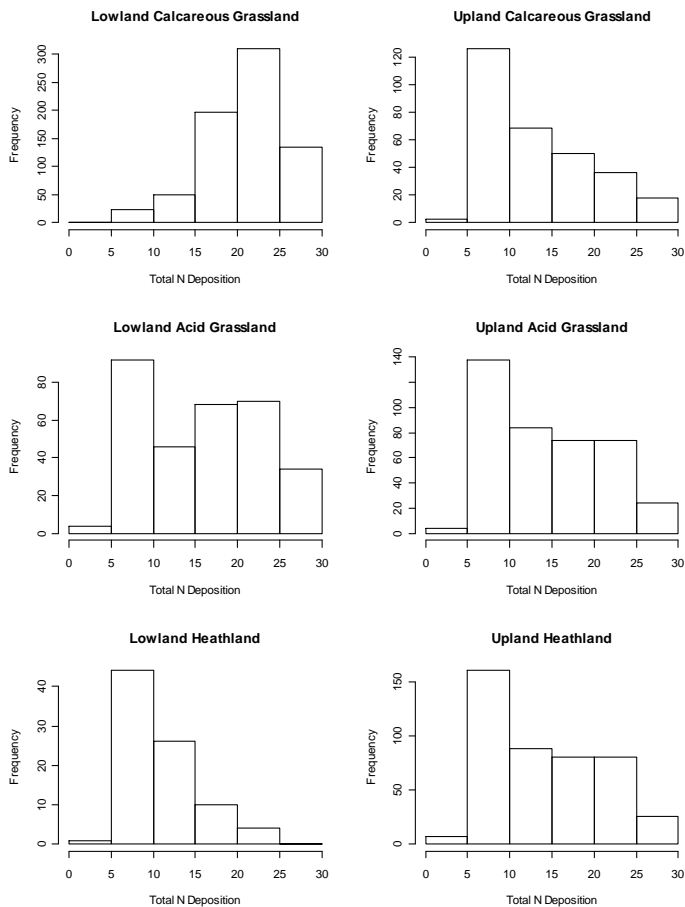 Lowland Calcareous Grassland
Frequency
0 50 100 150 200 250 300
0 5 10 15 20 25 30
Total N Deposition
Upland Calcareous Grassland
Frequency
0 20 40 60 80 100 120
0 5 10 15 20 25 30
Total N Deposition
Lowland Acid Grassland
Frequency
0 20 40 60 80
0 5 10 15 20 25 30
Total N Deposition
Upland Acid Grassland
Frequency
0 20 40 60 80 100 140
0 5 10 15 20 25 30
Total N Deposition
Lowland Heathland
Frequency
0 10 20 30 40
0 5 10 15 20 25 30
Total N Deposition
Upland Heathland
Frequency
0 50 100 150
0 5 10 15 20 25 30
Total N Deposition